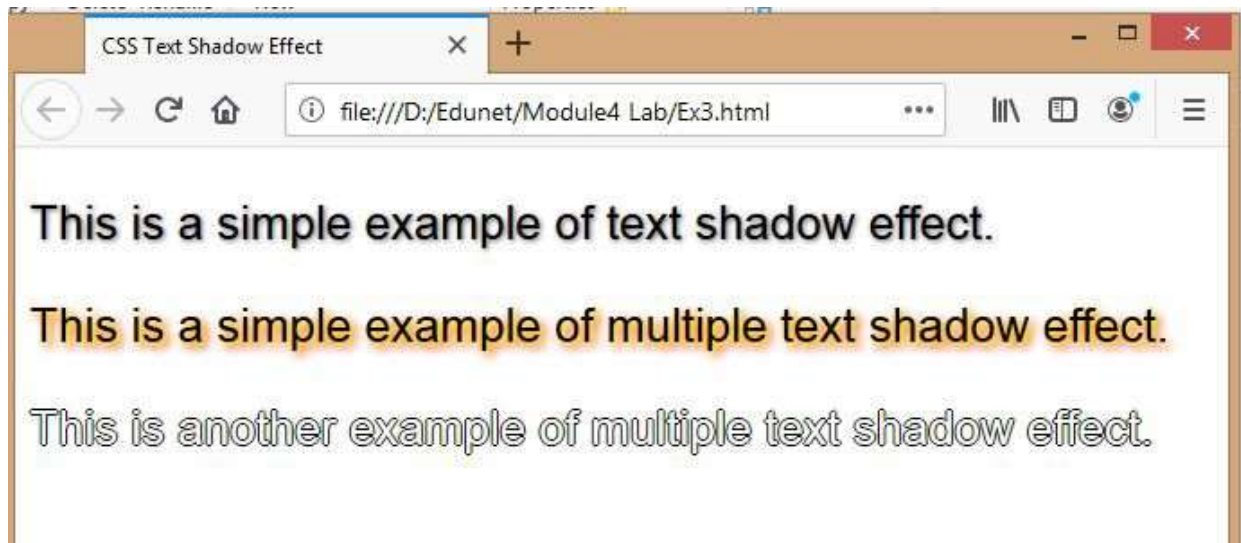 CSS Text Shadow Effect
file:///D:/Edunet/Module4 Lab/Ex3.html
This is a simple example of text shadow effect.
This is a simple example of multiple text shadow effect.
This is another example of multiple text shadow effect.